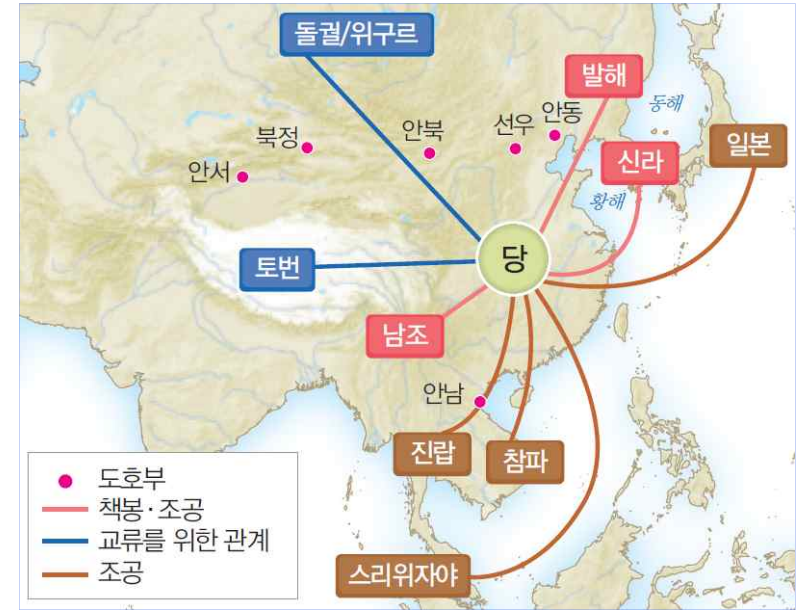 돌궐/위구르
발해
동해
일본
안동
선우
안북
북정
안서
신라
황해
당
토번
남조
안남
진랍
참파
스리위자야
도호부
책봉·조공
교류를 위한 관계
조공